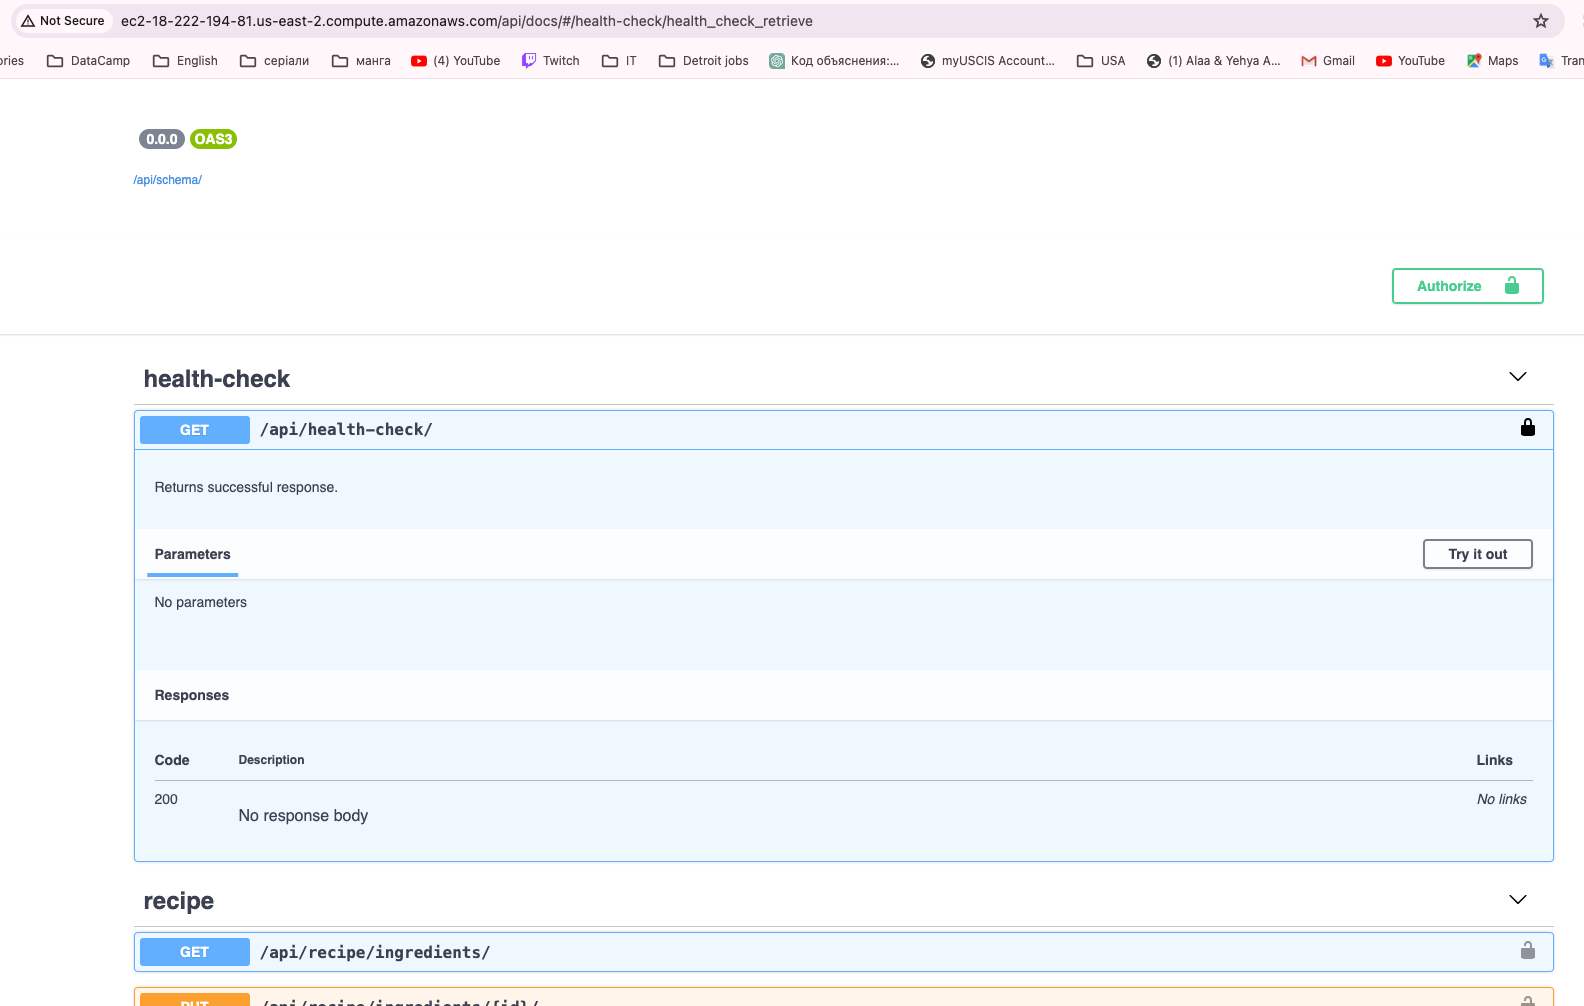 Not Secure ec2-18-222-194-81.us-east-2.compute.amazonaws.com/api/docs/#/health-check/health_check_retrieve
ories DataCamp English серіали манга (4) YouTube Twitch IT Detroit jobs Код объяснения:... myUSCIS Account... USA (1) Alaa & Yehya A... Gmail YouTube Maps Tran
0.0.0 OAS3
/api/schema/
Authorize
health-check
GET /api/health-check/
Returns successful response.
Parameters Try it out
No parameters
Responses
Code Description Links
200 No links
No response body
recipe
GET /api/recipe/ingredients/
PUT /api/recipe/ingredients/{id}/